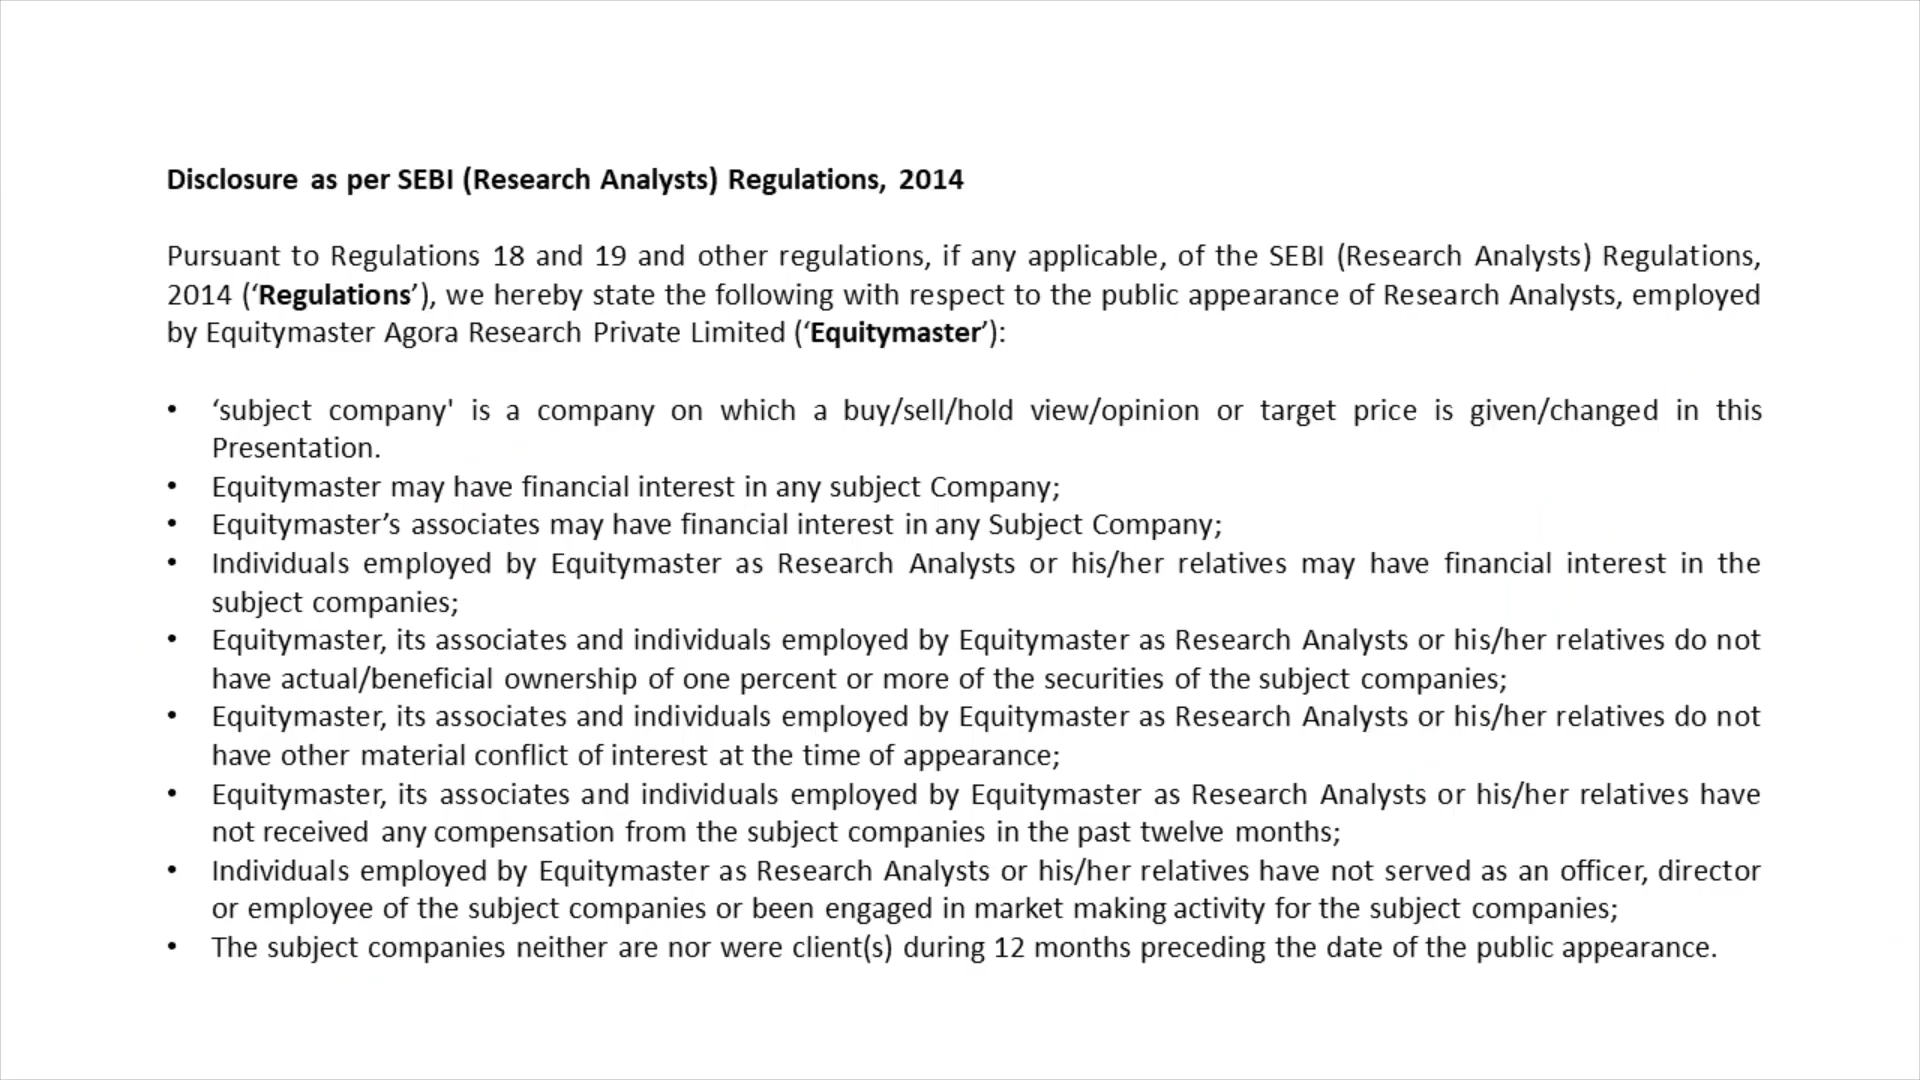 Disclosure as per SEBI (Research Analysts) Regulations, 2014
Pursuant to Regulations 18 and 19 and other regulations, if any applicable, of the SEBI (Research Analysts) Regulations,
2014 (‘Regulations’), we hereby state the following with respect to the public appearance of Research Analysts, employed
by Equitymaster Agora Research Private Limited (‘Equitymaster’):
• ‘subject company' is a company on which a buy/sell/hold view/opinion or target price is given/changed in this
Presentation.
• Equitymaster may have financial interest in any subject Company;
• Equitymaster’s associates may have financial interest in any Subject Company;
• Individuals employed by Equitymaster as Research Analysts or his/her relatives may have financial interest in the
subject companies;
• Equitymaster, its associates and individuals employed by Equitymaster as Research Analysts or his/her relatives do not
have actual/beneficial ownership of one percent or more of the securities of the subject companies;
• Equitymaster, its associates and individuals employed by Equitymaster as Research Analysts or his/her relatives do not
have other material conflict of interest at the time of appearance;
• Equitymaster, its associates and individuals employed by Equitymaster as Research Analysts or his/her relatives have
not received any compensation from the subject companies in the past twelve months;
• Individuals employed by Equitymaster as Research Analysts or his/her relatives have not served as an officer, director
or employee of the subject companies or been engaged in market making activity for the subject companies;
• The subject companies neither are nor were client(s) during 12 months preceding the date of the public appearance.